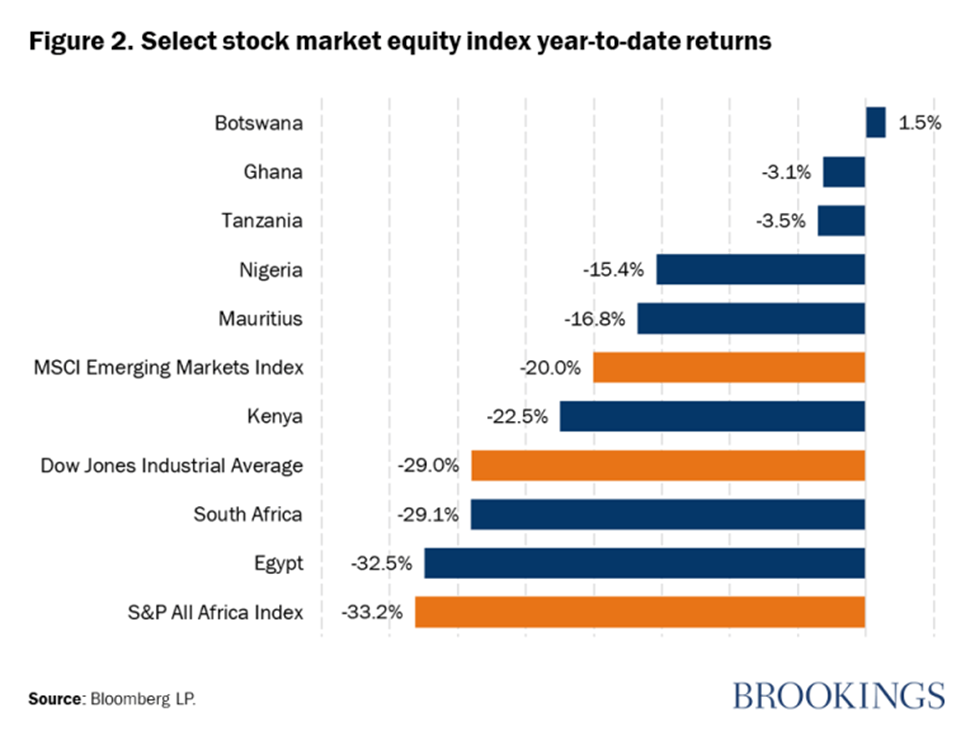 Figure 2. Select stock market equity index year-to-date returns
Botswana 1.5%
Ghana -3.1%
Tanzania -3.5%
Nigeria -15.4%
Mauritius -16.8%
MSCI Emerging Markets Index -20.0%
Kenya -22.5%
Dow Jones Industrial Average -29.0%
South Africa -29.1%
Egypt -32.5%
S&P All Africa Index -33.2%
Source: Bloomberg LP.
BROOKINGS